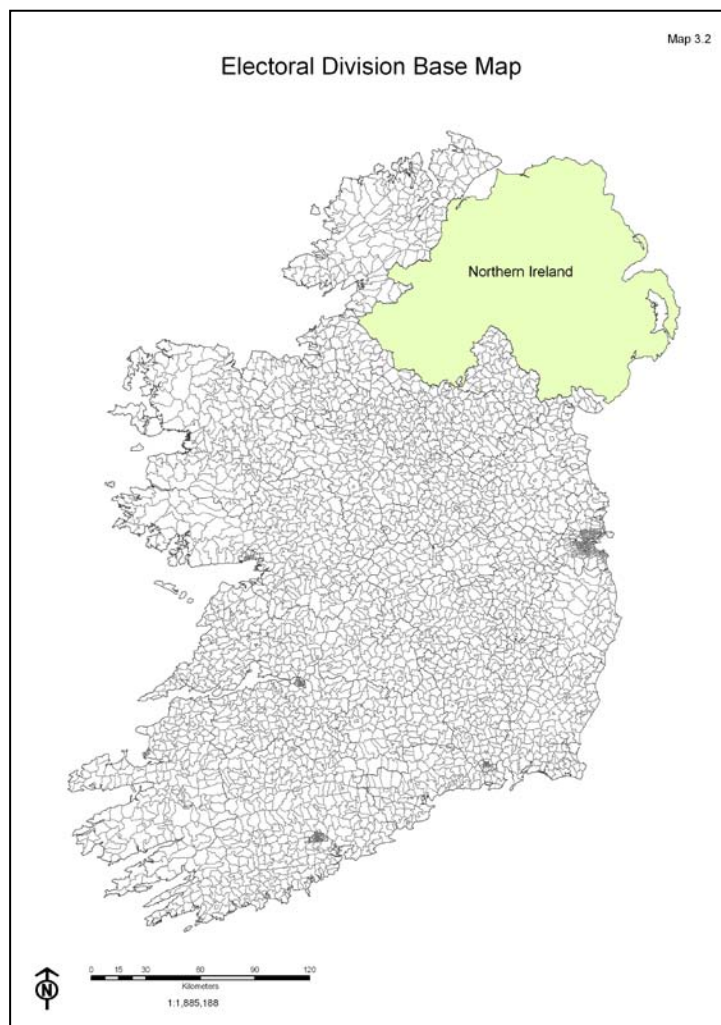 Map 3.2
Electoral Division Base Map
Northern Ireland
0 15 30 60 90 120
Kilometers
N
1:1,885,188